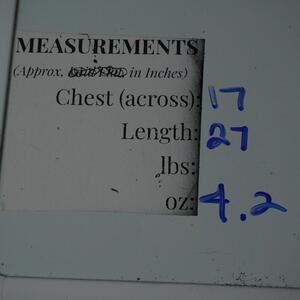 MEASUREMENTS
(Approx. in Inches)
Chest (across): 17
Length: 27
lbs:
oz: 4.2